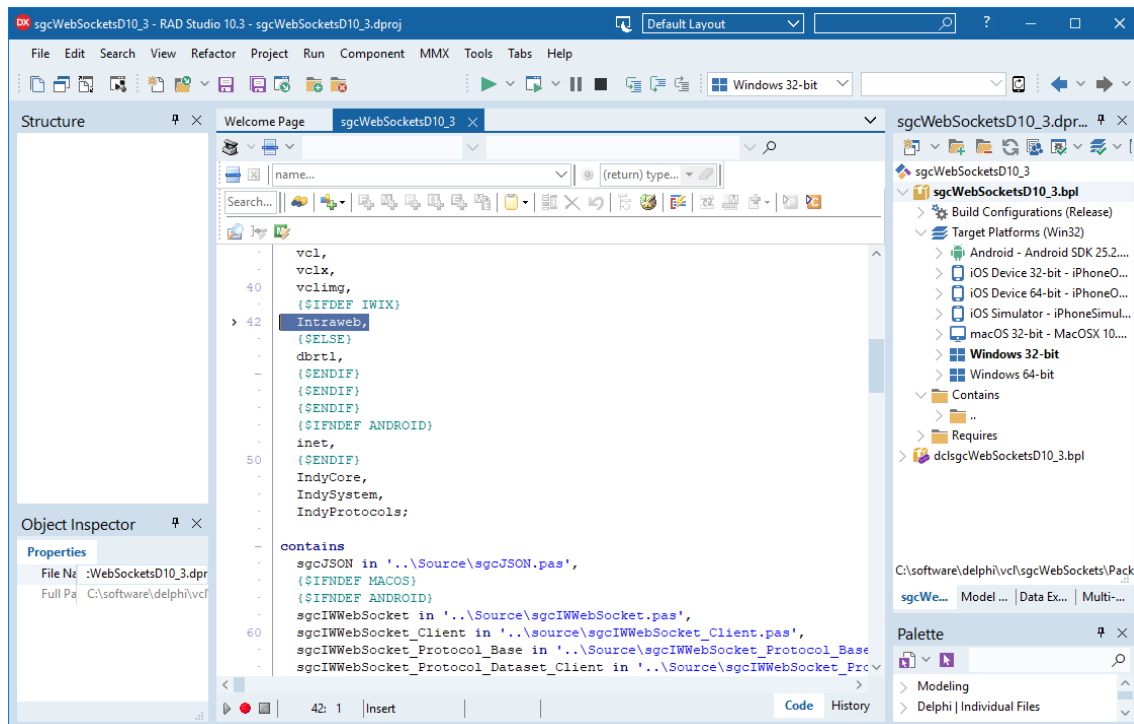 sgcWebSocketsD10_3 - RAD Studio 10.3 - sgcWebSocketsD10_3.dproj
Default Layout
File Edit Search View Refactor Project Run Component MMX Tools Tabs Help
Windows 32-bit
Structure
Welcome Page sgcWebSocketsD10_3
name...
(return) type...
Search...
vcl,
vclx,
40 vclimg,
{$IFDEF IWIX}
42 Intraweb,
{$ELSE}
dbrtl,
{$ENDIF}
{$ENDIF}
{$ENDIF}
{$IFNDEF ANDROID}
inet,
50 {$ENDIF}
IndyCore,
IndySystem,
IndyProtocols;
contains
sgcJSON in '..\Source\sgcJSON.pas',
{$IFNDEF MACOS}
{$IFNDEF ANDROID}
sgcIWWebSocket in '..\Source\sgcIWWebSocket.pas',
60 sgcIWWebSocket_Client in '..\source\sgcIWWebSocket_Client.pas',
sgcIWWebSocket_Protocol_Base in '..\Source\sgcIWWebSocket_Protocol_Base
sgcIWWebSocket_Protocol_Dataset_Client in '..\Source\sgcIWWebSocket_Prc
42: 1 Insert
Code History
Object Inspector
Properties
File Na :WebSocketsD10_3.dpr
Full Pa C:\software\delphi\vcl
sgcWebSocketsD10_3.dpr...
sgcWebSocketsD10_3
sgcWebSocketsD10_3.bpl
Build Configurations (Release)
Target Platforms (Win32)
Android - Android SDK 25.2....
iOS Device 32-bit - iPhoneO...
iOS Device 64-bit - iPhoneO...
iOS Simulator - iPhoneSimul...
macOS 32-bit - MacOSX 10....
Windows 32-bit
Windows 64-bit
Contains
..
Requires
dclsgcWebSocketsD10_3.bpl
C:\software\delphi\vcl\sgcWebSockets\Pack
sgcWe... Model ... Data Ex... Multi-...
Palette
Modeling
Delphi | Individual Files